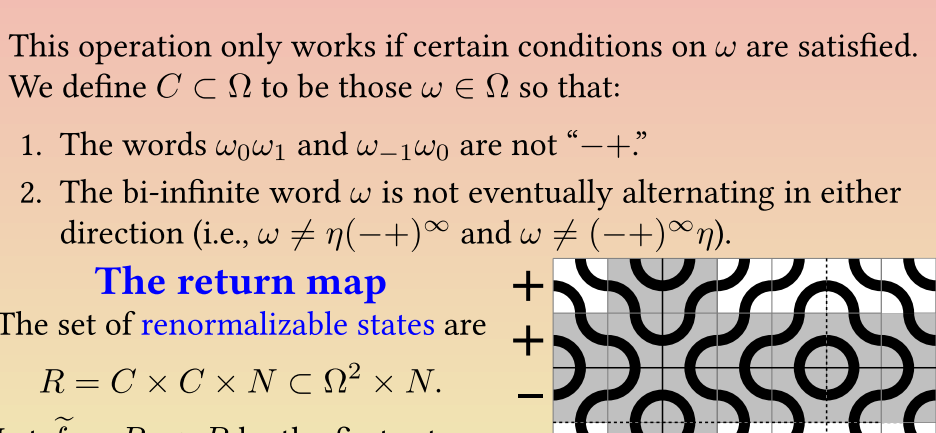 This operation only works if certain conditions on ω are satisfied.
We define C ⊂ Ω to be those ω ∈ Ω so that:
1. The words ω₀ω₁ and ω₋₁ω₀ are not “−+.”
2. The bi-infinite word ω is not eventually alternating in either
direction (i.e., ω ≠ η(−+)^∞ and ω ≠ (−+)^∞η).
The return map
The set of renormalizable states are
R = C × C × N ⊂ Ω² × N.
+
+
−